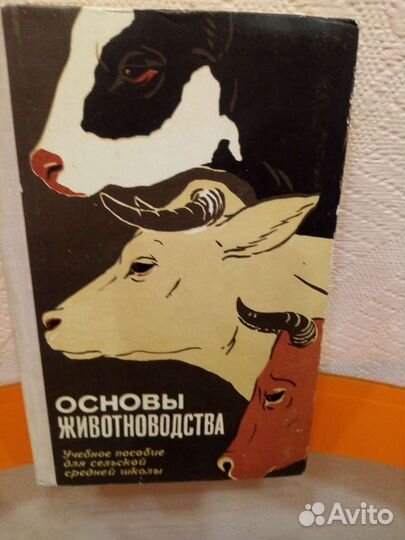 ОСНОВЫ
ЖИВОТНОВОДСТВА
Учебное пособие
для сельской
средней школы
Avito